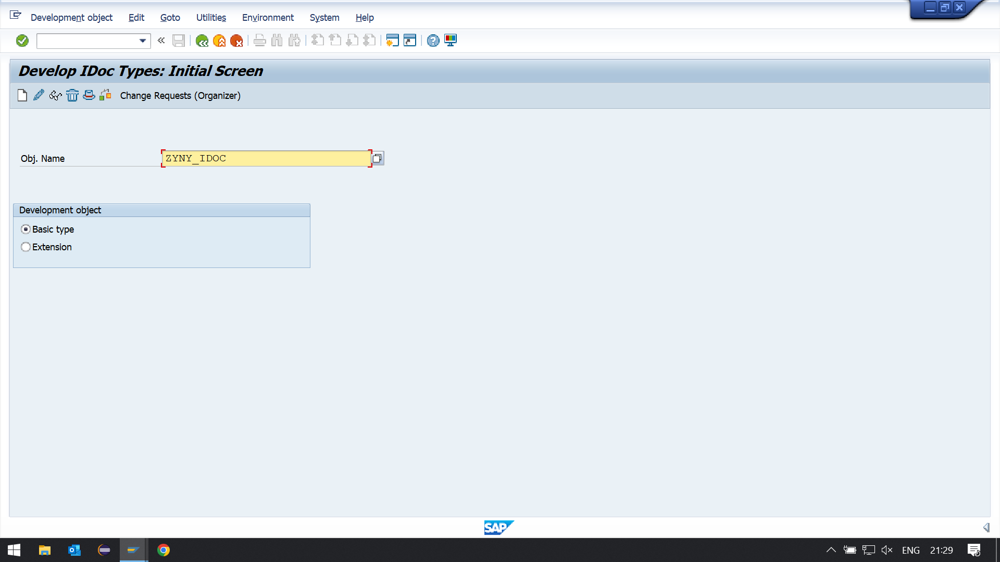 Development object Edit Goto Utilities Environment System Help
Develop IDoc Types: Initial Screen
Change Requests (Organizer)
Obj. Name ZYNY_IDOC
Development object
Basic type
Extension
SAP
ENG 21:29